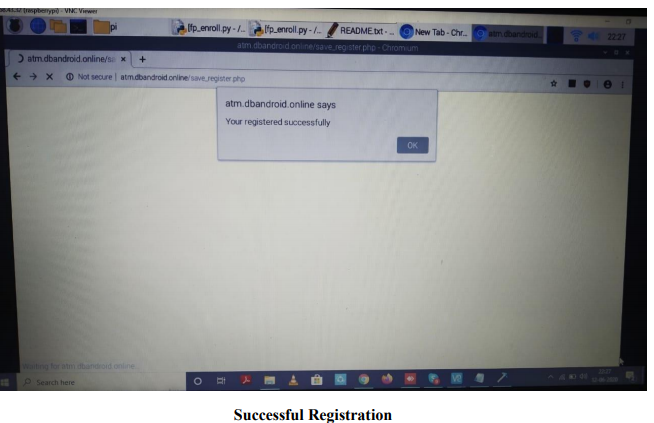 (raspberrypi) - VNC Viewer
pi
[fp_enroll.py - /...
[fp_enroll.py - /...
README.txt - ...
New Tab - Chr...
atm.dbandroid...
22:27
atm.dbandroid.online/save_register.php - Chromium
atm.dbandroid.online/sa
Not secure | atm.dbandroid.online/save_register.php
atm.dbandroid.online says
Your registered successfully
OK
Waiting for atm.dbandroid.online...
Search here
22:27
Successful Registration